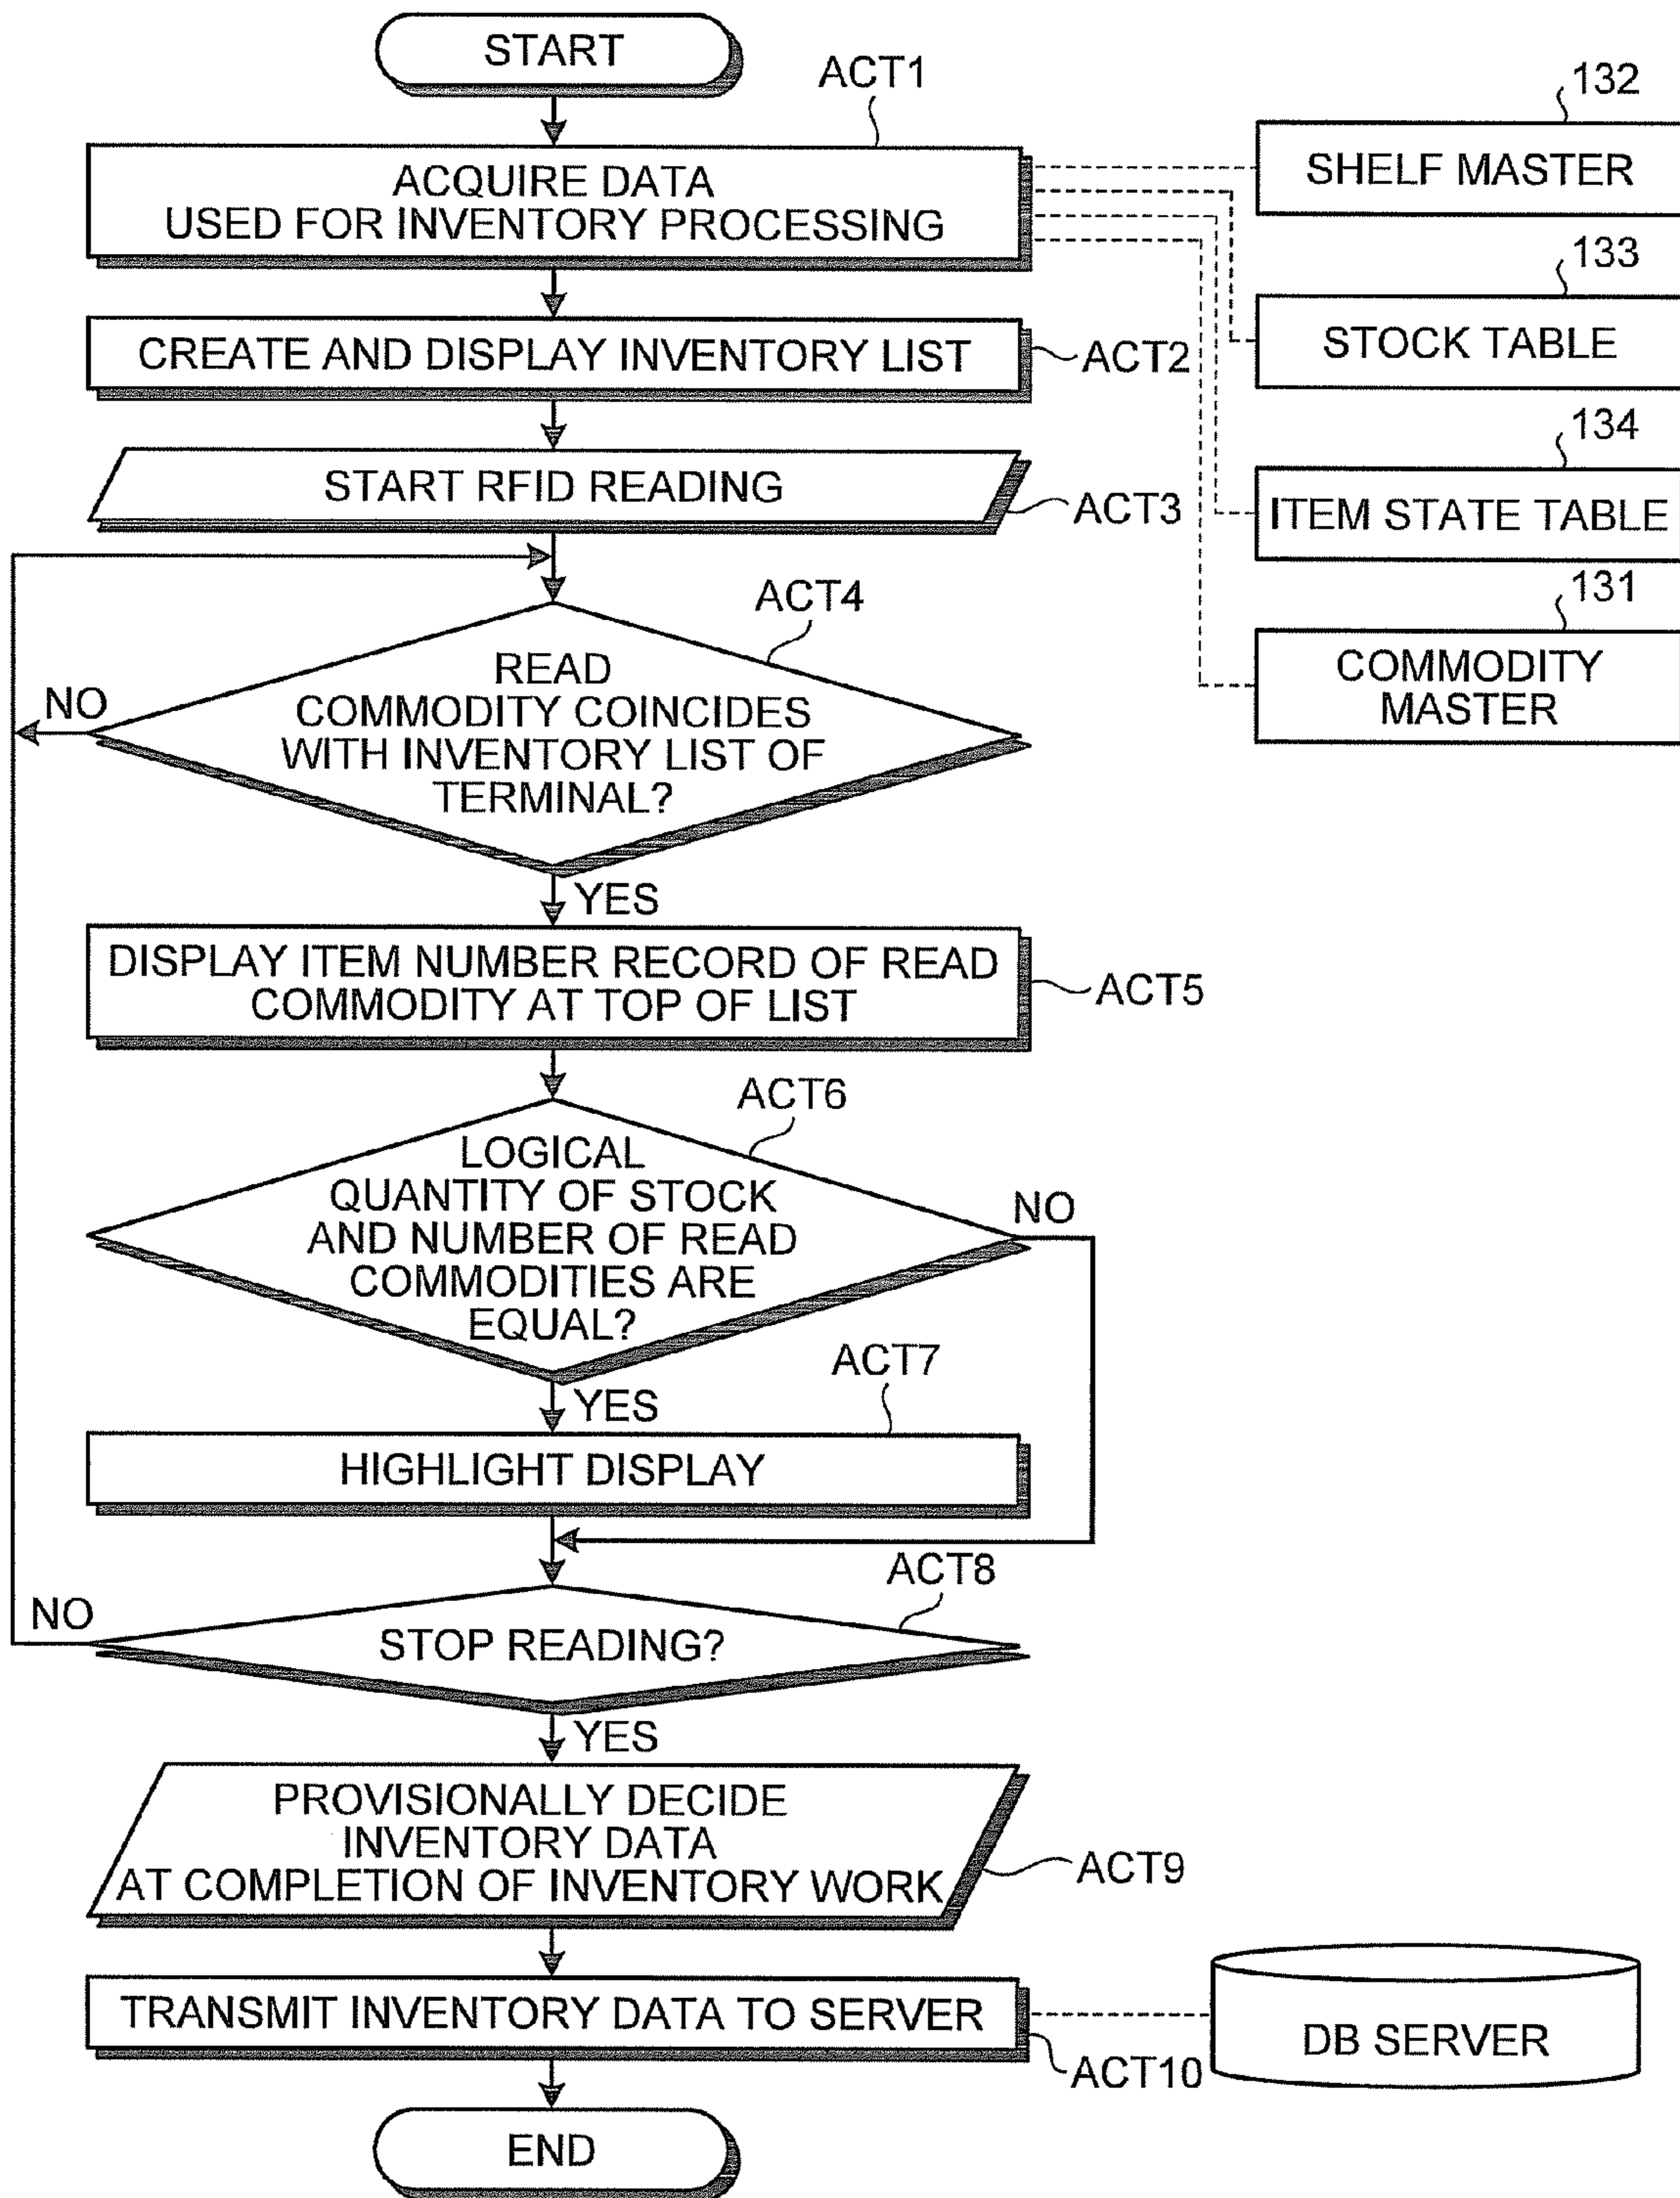 START
ACT1
ACQUIRE DATA
USED FOR INVENTORY PROCESSING
132
SHELF MASTER
133
STOCK TABLE
CREATE AND DISPLAY INVENTORY LIST
ACT2
134
ITEM STATE TABLE
START RFID READING
ACT3
131
COMMODITY
MASTER
ACT4
READ
COMMODITY COINCIDES
WITH INVENTORY LIST OF
TERMINAL?
NO
YES
DISPLAY ITEM NUMBER RECORD OF READ
COMMODITY AT TOP OF LIST
ACT5
ACT6
LOGICAL
QUANTITY OF STOCK
AND NUMBER OF READ
COMMODITIES ARE
EQUAL?
NO
YES
ACT7
HIGHLIGHT DISPLAY
ACT8
NO
STOP READING?
YES
PROVISIONALLY DECIDE
INVENTORY DATA
AT COMPLETION OF INVENTORY WORK
ACT9
TRANSMIT INVENTORY DATA TO SERVER
ACT10
DB SERVER
END